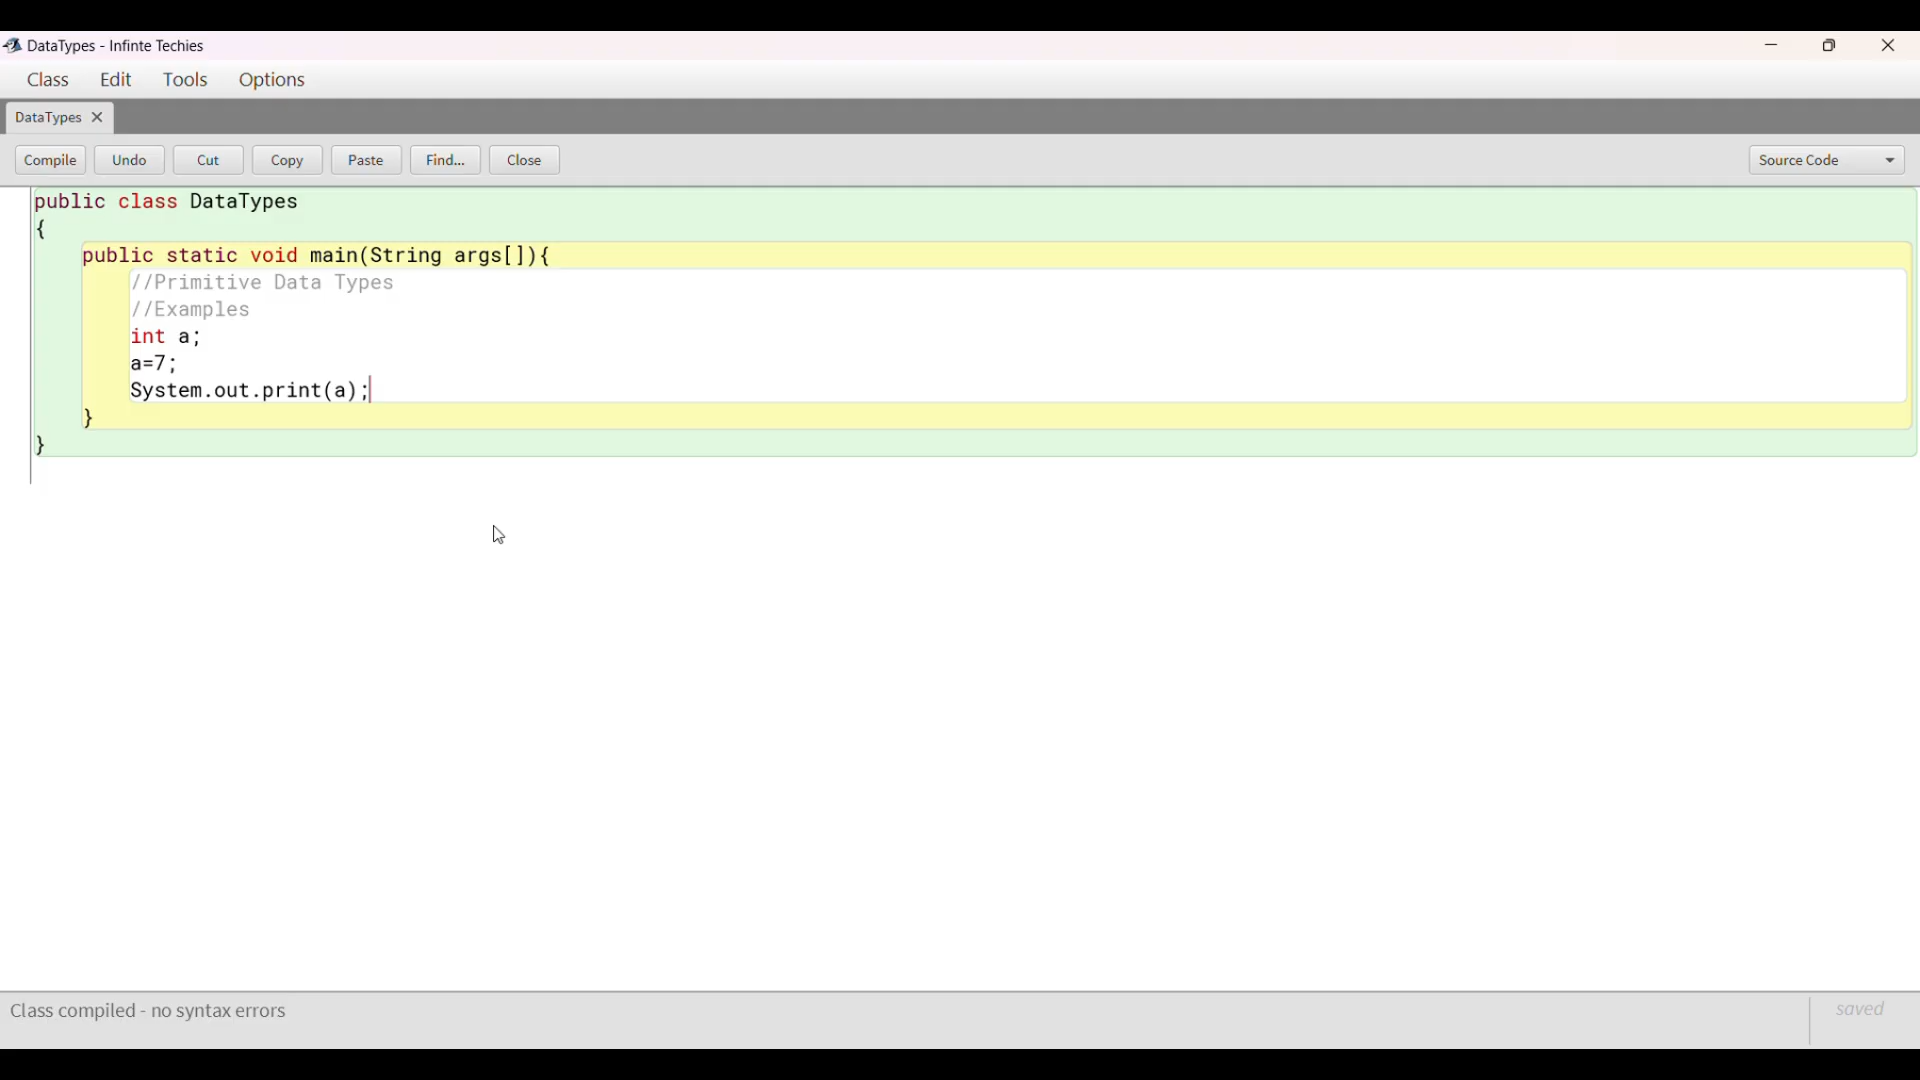 DataTypes - Infinte Techies
Class Edit Tools Options
DataTypes
Compile Undo Cut Copy Paste Find... Close Source Code
public class DataTypes
{
public static void main(String args[]){
//Primitive Data Types
//Examples
int a;
a=7;
System.out.print(a);
}
}
Class compiled - no syntax errors saved